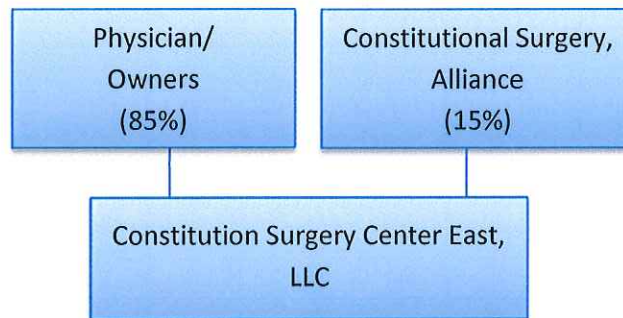 Physician/
Owners
(85%)
Constitutional Surgery,
Alliance
(15%)
Constitution Surgery Center East,
LLC